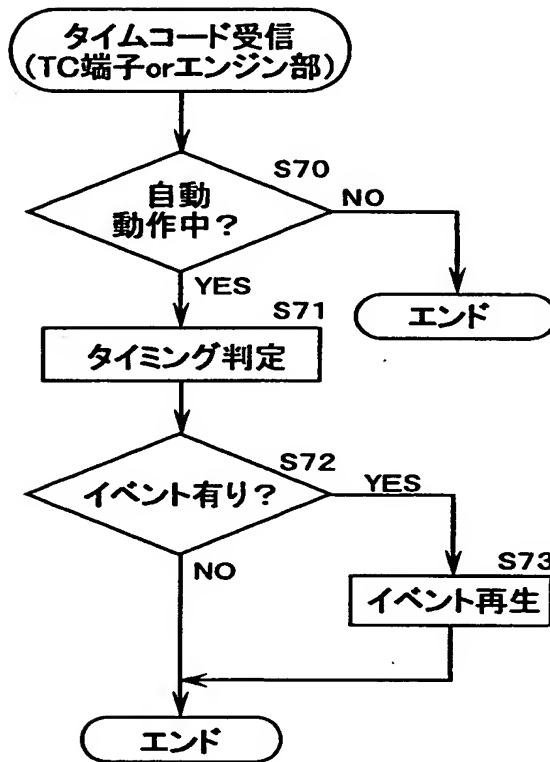 タイムコード受信
(TC端子orエンジン部)
S70
自動
動作中？
NO
YES
エンド
S71
タイミング判定
S72
イベント有り？
YES
NO
S73
イベント再生
エンド